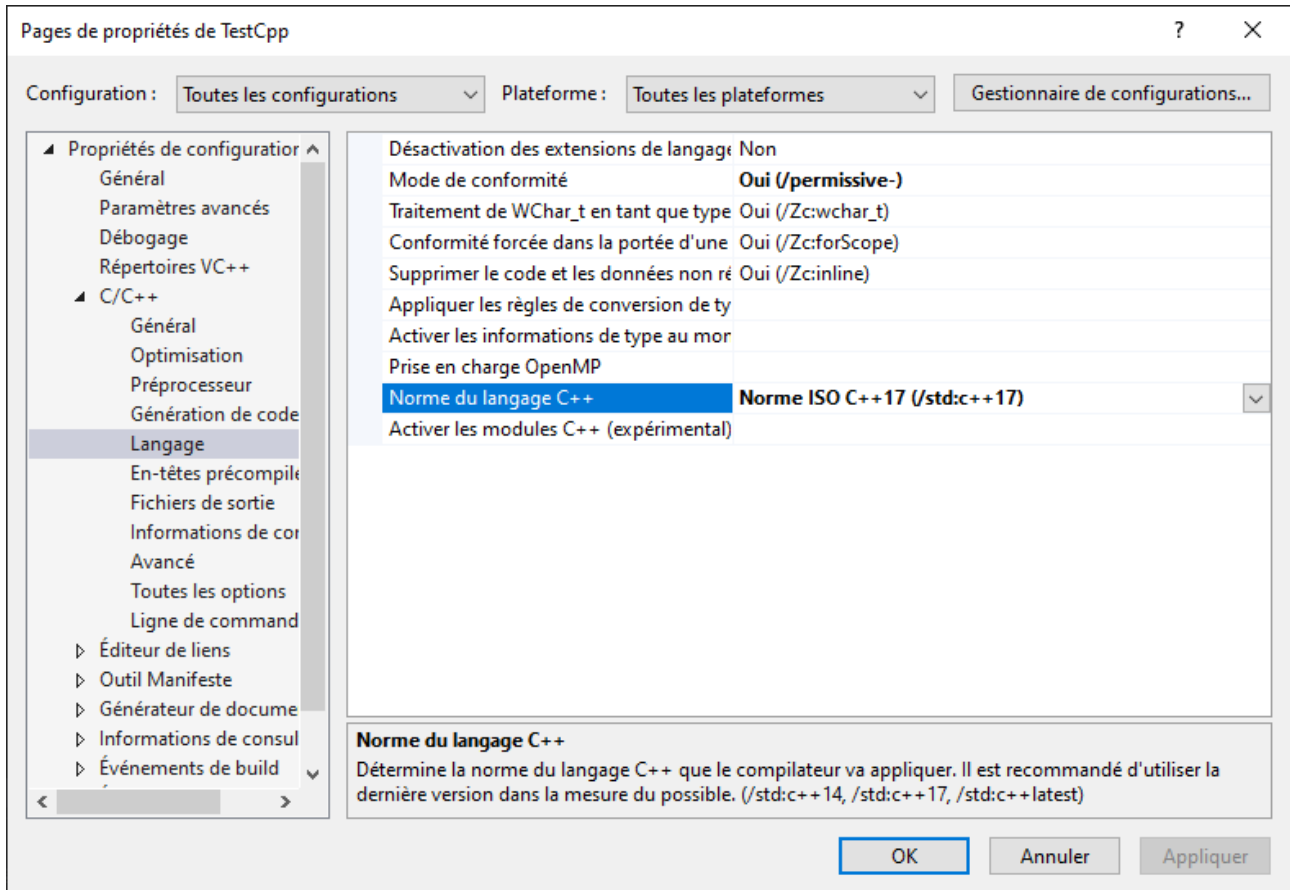 Pages de propriétés de TestCpp
Configuration : Toutes les configurations Plateforme : Toutes les plateformes Gestionnaire de configurations...
Propriétés de configuration
Général
Paramètres avancés
Débogage
Répertoires VC++
C/C++
Général
Optimisation
Préprocesseur
Génération de code
Langage
En-têtes précompilé
Fichiers de sortie
Informations de con
Avancé
Toutes les options
Ligne de command
Éditeur de liens
Outil Manifeste
Générateur de docume
Informations de consul
Événements de build
Désactivation des extensions de langage Non
Mode de conformité Oui (/permissive-)
Traitement de WChar_t en tant que type Oui (/Zc:wchar_t)
Conformité forcée dans la portée d'une Oui (/Zc:forScope)
Supprimer le code et les données non ré Oui (/Zc:inline)
Appliquer les règles de conversion de ty
Activer les informations de type au mor
Prise en charge OpenMP
Norme du langage C++ Norme ISO C++17 (/std:c++17)
Activer les modules C++ (expérimental)
Norme du langage C++
Détermine la norme du langage C++ que le compilateur va appliquer. Il est recommandé d'utiliser la
dernière version dans la mesure du possible. (/std:c++14, /std:c++17, /std:c++latest)
OK Annuler Appliquer